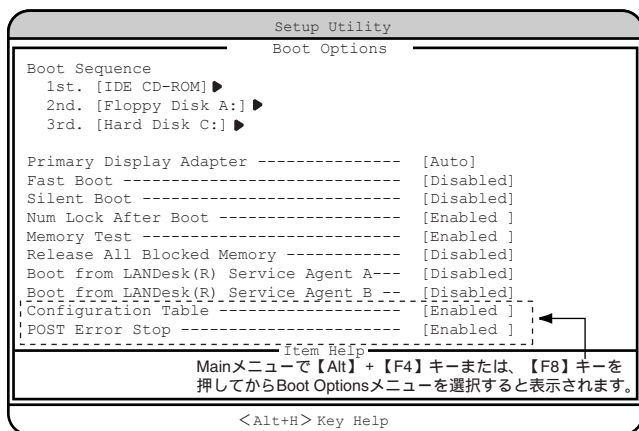 Setup Utility
Boot Options
Boot Sequence
1st. [IDE CD-ROM]
2nd. [Floppy Disk A:]
3rd. [Hard Disk C:]
Primary Display Adapter --------------- [Auto]
Fast Boot ----------------------------- [Disabled]
Silent Boot --------------------------- [Disabled]
Num Lock After Boot ------------------- [Enabled ]
Memory Test --------------------------- [Enabled ]
Release All Blocked Memory ------------ [Disabled]
Boot from LANDesk(R) Service Agent A--- [Disabled]
Boot from LANDesk(R) Service Agent B -- [Disabled]
Configuration Table ------------------- [Enabled ]
POST Error Stop ----------------------- [Enabled ]
Item Help
Mainメニューで【Alt】+【F4】キーまたは、【F8】キーを
押してからBoot Optionsメニューを選択すると表示されます。
<Alt+H> Key Help